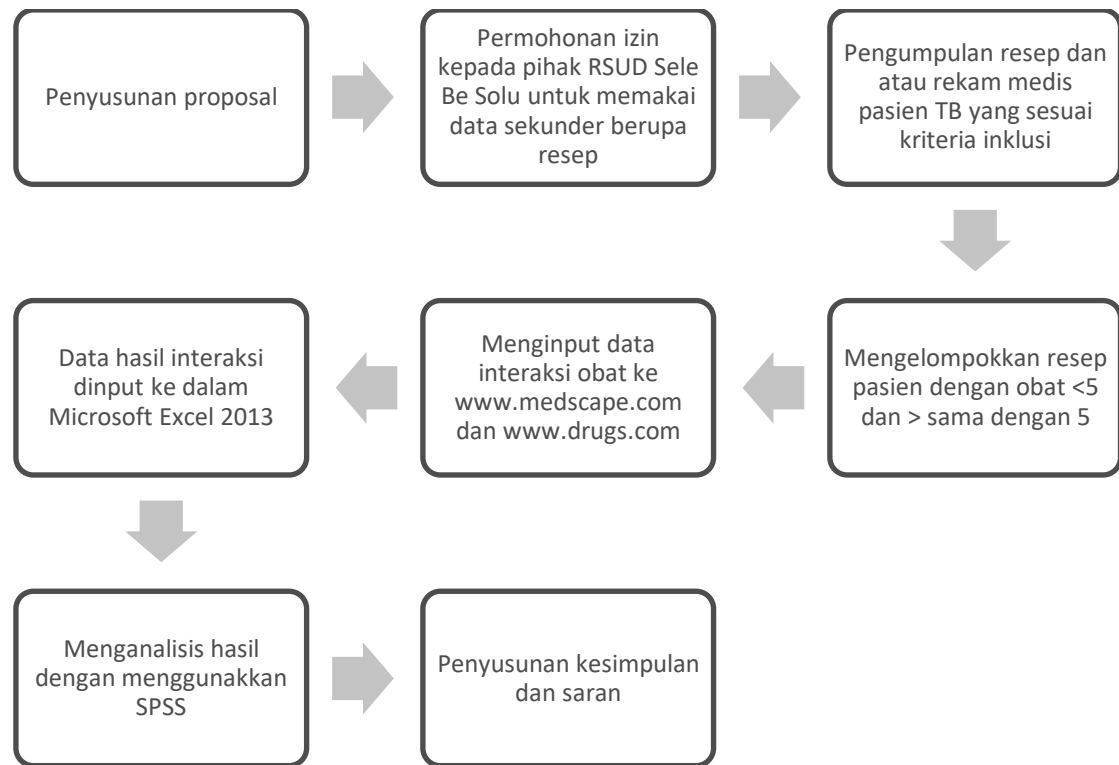 Penyusunan proposal
Permohonan izin
kepada pihak RSUD Sele
Be Solu untuk memakai
data sekunder berupa
resep
Pengumpulan resep dan
atau rekam medis
pasien TB yang sesuai
kriteria inklusi
Mengelompokkan resep
pasien dengan obat <5
dan > sama dengan 5
Menginput data
interaksi obat ke
www.medscape.com
dan www.drugs.com
Data hasil interaksi
dinput ke dalam
Microsoft Excel 2013
Menganalisis hasil
dengan menggunakkan
SPSS
Penyusunan kesimpulan
dan saran